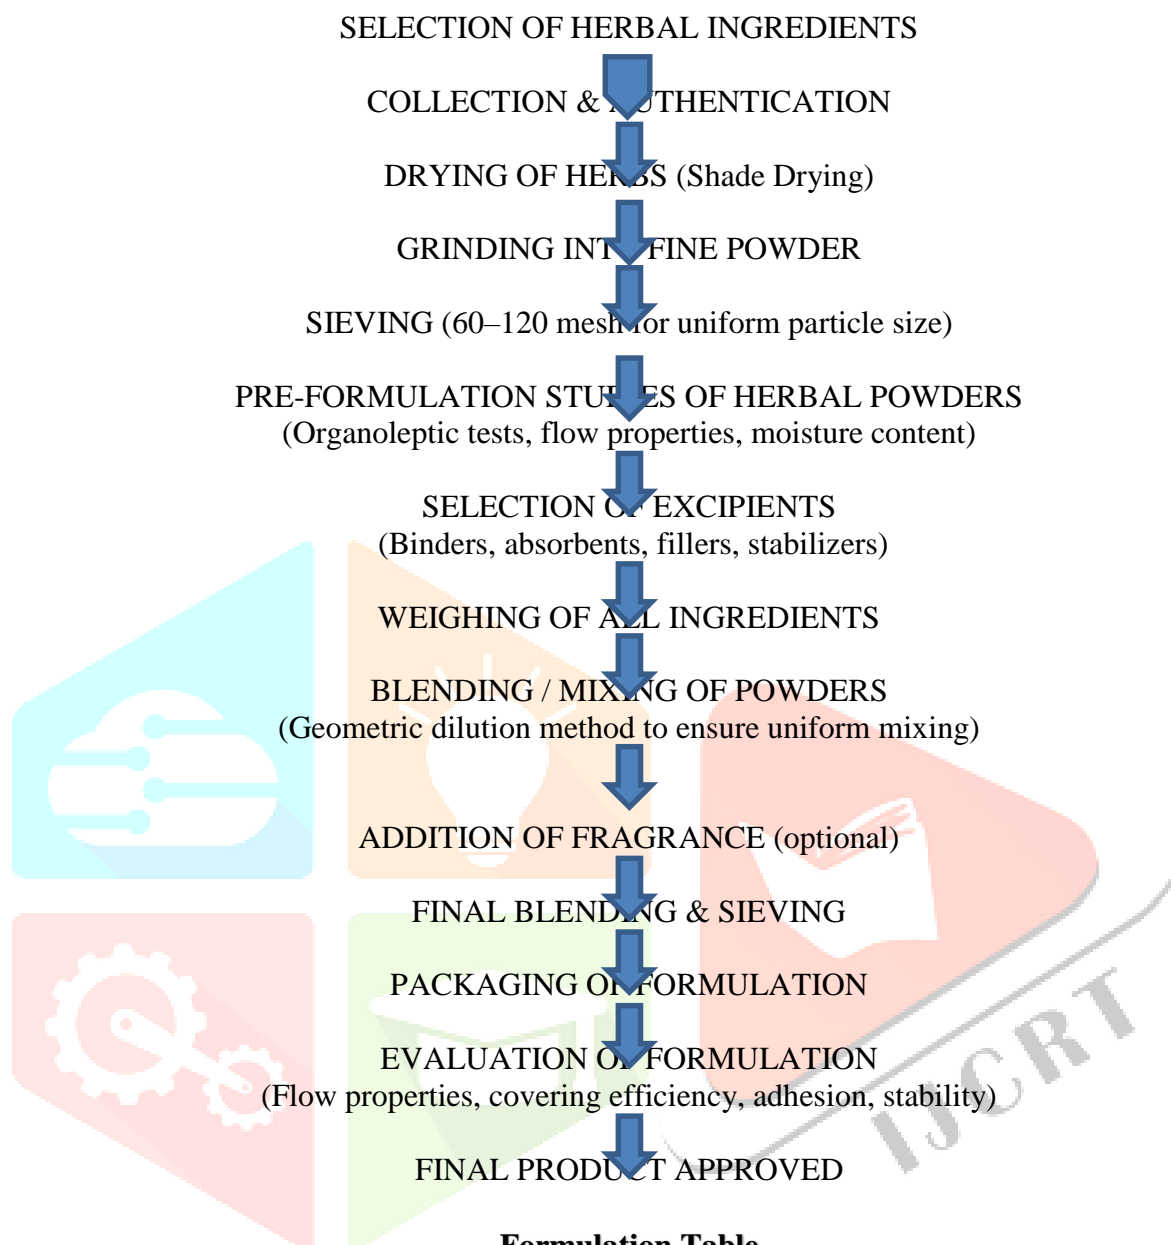 SELECTION OF HERBAL INGREDIENTS
COLLECTION & AUTHENTICATION
DRYING OF HERBS (Shade Drying)
GRINDING INTO FINE POWDER
SIEVING (60–120 mesh for uniform particle size)
PRE-FORMULATION STUDIES OF HERBAL POWDERS
(Organoleptic tests, flow properties, moisture content)
SELECTION OF EXCIPIENTS
(Binders, absorbents, fillers, stabilizers)
WEIGHING OF ALL INGREDIENTS
BLENDING / MIXING OF POWDERS
(Geometric dilution method to ensure uniform mixing)
ADDITION OF FRAGRANCE (optional)
FINAL BLENDING & SIEVING
PACKAGING OF FORMULATION
EVALUATION OF FORMULATION
(Flow properties, covering efficiency, adhesion, stability)
IJCRT
FINAL PRODUCT APPROVED
Formulation Table